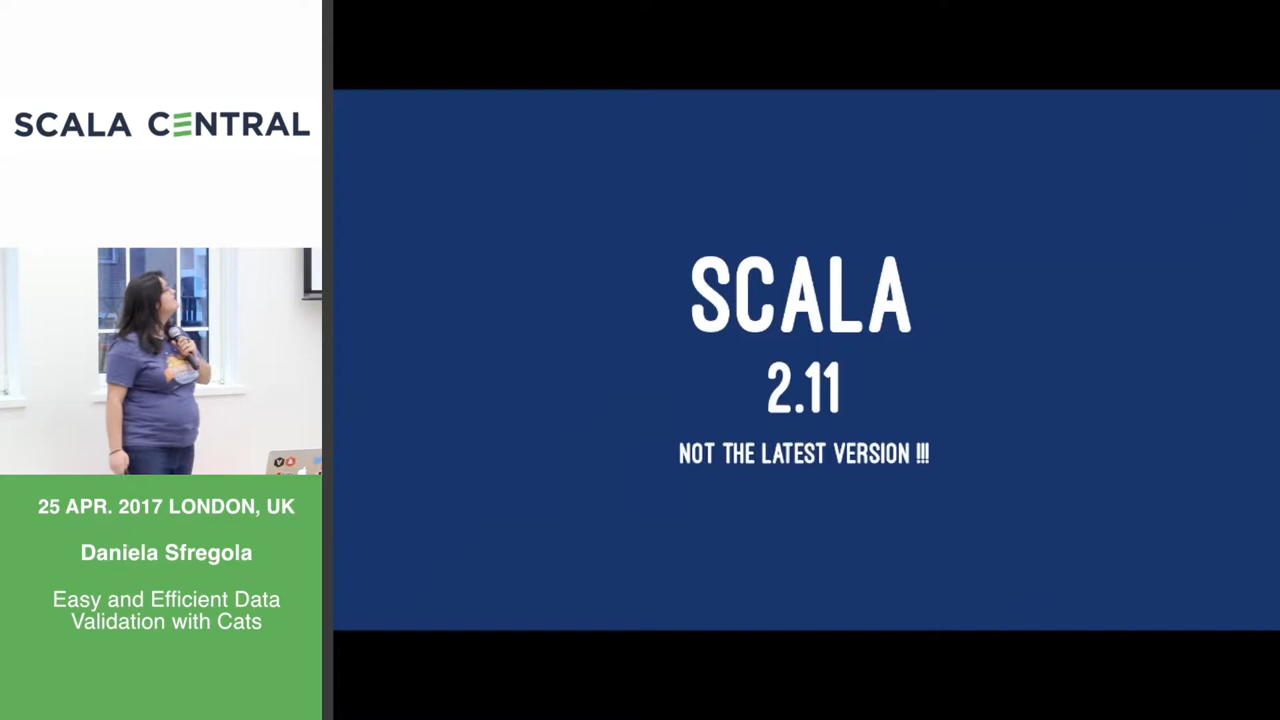 SCALA CENTRAL
25 APR. 2017 LONDON, UK
Daniela Sfregola
Easy and Efficient Data
Validation with Cats
SCALA
2.11
NOT THE LATEST VERSION !!!